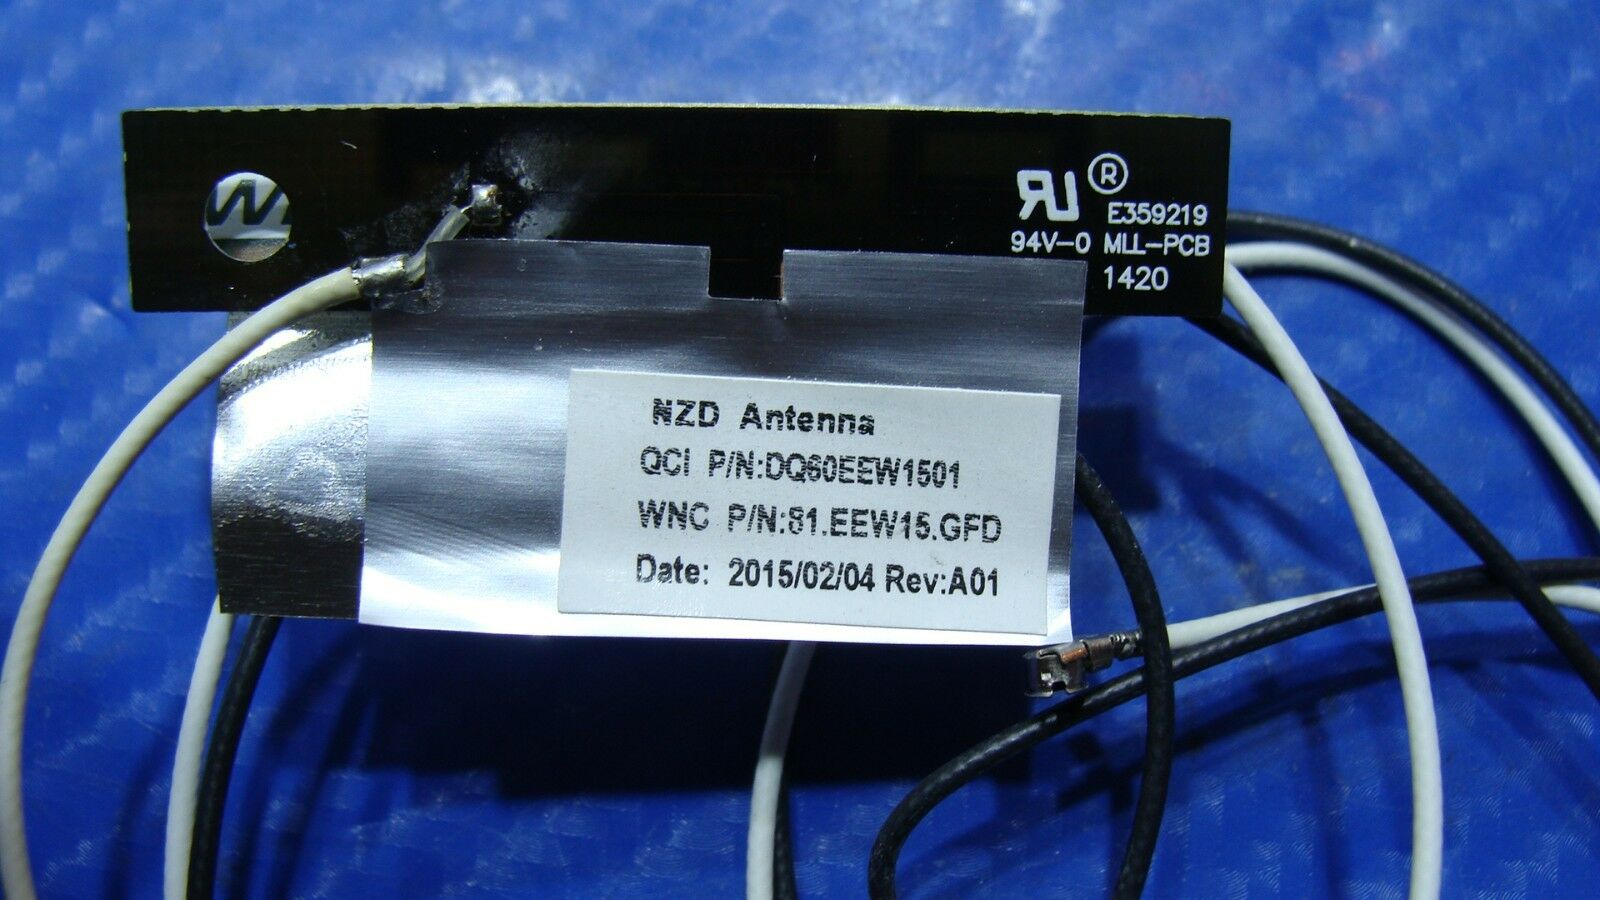 RU ®
E359219
94V-0 MLL-PCB
1420
NZD Antenna
QCI P/N:DQ60EEW1501
WNC P/N:81.EEW15.GFD
Date: 2015/02/04 Rev:A01